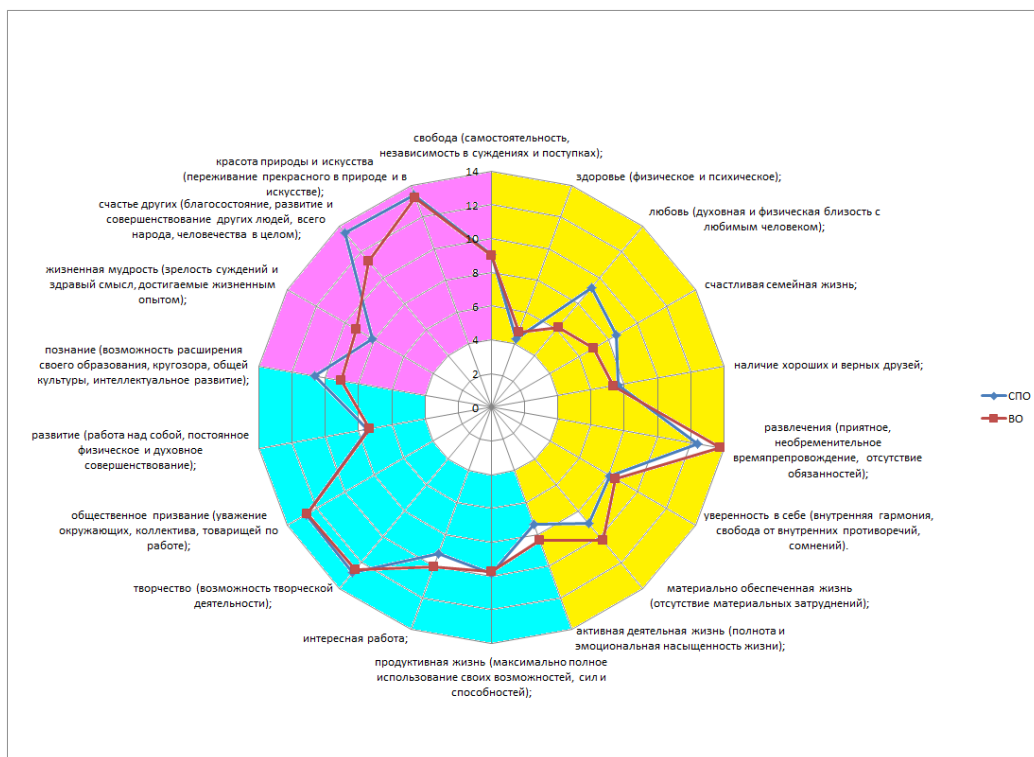 свобода (самостоятельность,
независимость в суждениях и поступках);
здоровье (физическое и психическое);
любовь (духовная и физическая близость с
любимым человеком);
счастливая семейная жизнь;
наличие хороших и верных друзей;
развлечения (приятное,
необременительное
времяпрепровождение, отсутствие
обязанностей);
уверенность в себе (внутренняя гармония,
свобода от внутренних противоречий,
сомнений).
материально обеспеченная жизнь
(отсутствие материальных затруднений);
активная деятельная жизнь (полнота и
эмоциональная насыщенность жизни);
продуктивная жизнь (максимально полное
использование своих возможностей, сил и
способностей);
интересная работа;
творчество (возможность творческой
деятельности);
общественное призвание (уважение
окружающих, коллектива, товарищей по
работе);
развитие (работа над собой, постоянное
физическое и духовное
совершенствование);
познание (возможность расширения
своего образования, кругозора, общей
культуры, интеллектуальное развитие);
жизненная мудрость (зрелость суждений и
здравый смысл, достигаемые жизненным
опытом);
счастье других (благосостояние, развитие и
совершенствование других людей, всего
народа, человечества в целом);
красота природы и искусства
(переживание прекрасного в природе и в
искусстве);
14
12
10
8
6
4
2
0
СПО
ВО